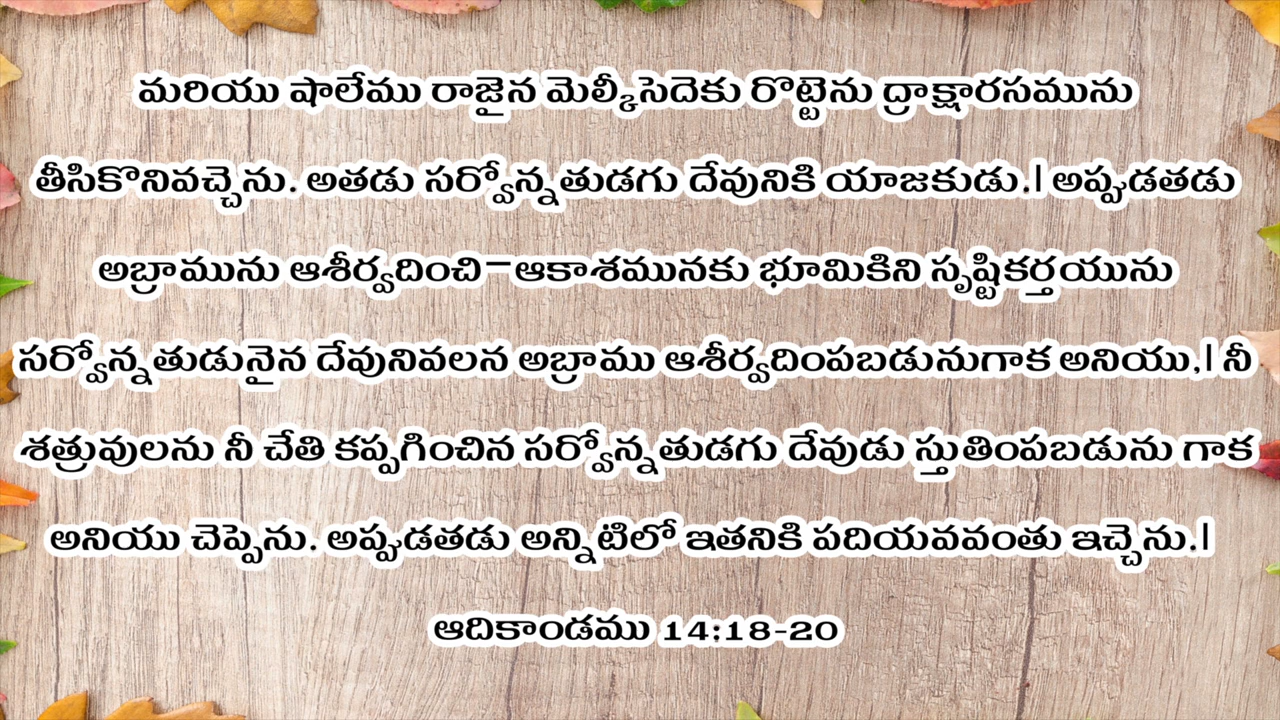 మరియు షాలేము రాజైన మెల్కీసెదెకు రొట్టెను ద్రాక్షారసమును
తీసికొనివచ్చెను. అతడు సర్వోన్నతుడగు దేవునికి యాజకుడు.| అప్పుడతడు
అబ్రామును ఆశీర్వదించి–ఆకాశమునకు భూమికిని సృష్టికర్తయును
సర్వోన్నతుడునైన దేవునివలన అబ్రాము ఆశీర్వదింపబడునుగాక అనియు,| నీ
శత్రువులను నీ చేతి కప్పగించిన సర్వోన్నతుడగు దేవుడు స్తుతింపబడును గాక
అనియు చెప్పెను. అప్పుడతడు అన్నిటిలో ఇతనికి పదియవవంతు ఇచ్చెను.|
ఆదికాండము 14:18-20